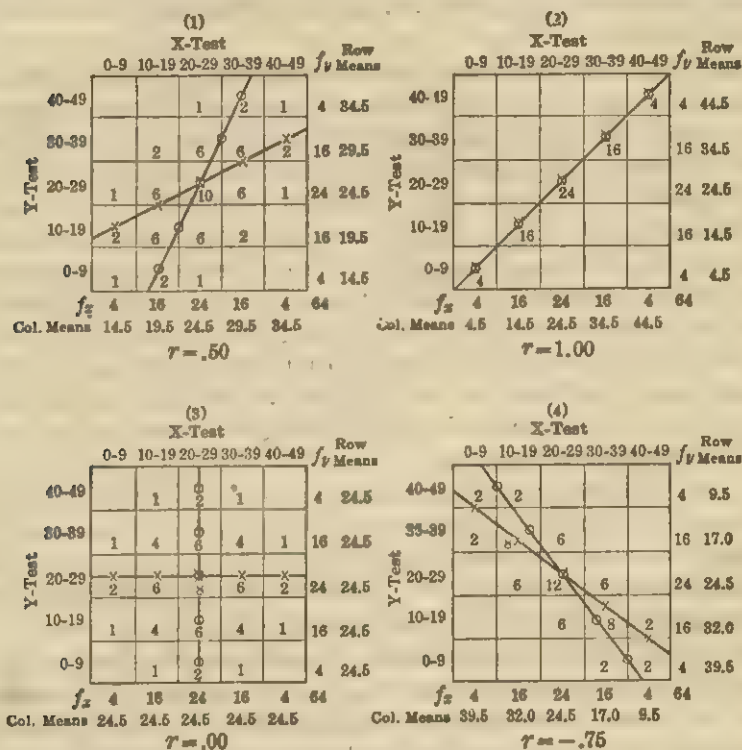 (1)
X-Test
0-9 10-19 20-29 30-39 40-49 fy Row Means
Y-Test
40-49 1 2 1 4 34.5
30-39 2 6 6 2 16 29.5
20-29 1 6 10 6 1 24 24.5
10-19 2 6 6 2 16 19.5
0-9 1 2 1 4 14.5
fx 4 16 24 16 4 64
Col. Means 14.5 19.5 24.5 29.5 34.5
r = .50
(2)
X-Test
0-9 10-19 20-29 30-39 40-49 fy Row Means
Y-Test
40-49 4 4 44.5
30-39 16 16 34.5
20-29 24 24 24.5
10-19 16 16 14.5
0-9 4 4 4.5
fx 4 16 24 16 4 64
Col. Means 4.5 14.5 24.5 34.5 44.5
r = 1.00
(3)
X-Test
0-9 10-19 20-29 30-39 40-49 fy Row Means
Y-Test
40-49 1 2 1 4 24.5
30-39 1 4 6 4 1 16 24.5
20-29 2 6 8 6 2 24 24.5
10-19 1 4 6 4 1 16 24.5
0-9 1 2 1 4 24.5
fx 4 16 24 16 4 64
Col. Means 24.5 24.5 24.5 24.5 24.5
r = .00
(4)
X-Test
0-9 10-19 20-29 30-39 40-49 fy Row Means
Y-Test
40-49 2 2 4 9.5
33-39 2 8 6 16 17.0
20-29 6 12 6 24 24.5
10-19 6 8 2 16 32.0
0-9 2 2 4 39.5
fx 4 16 24 16 4 64
Col. Means 39.5 32.0 24.5 17.0 9.5
r = -.75